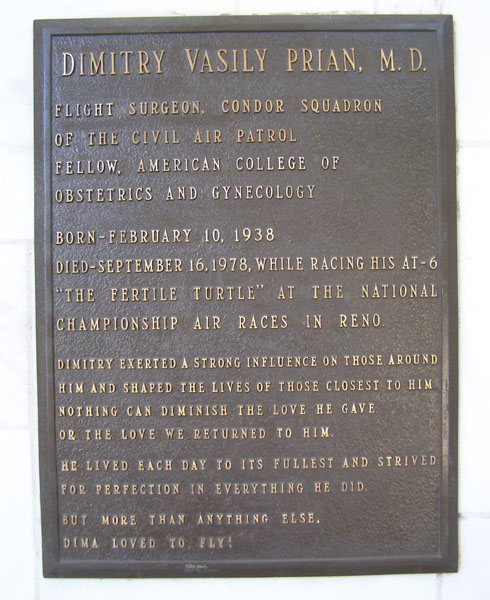 DIMITRY VASILY PRIAN, M.D.
FLIGHT SURGEON, CONDOR SQUADRON
OF THE CIVIL AIR PATROL
FELLOW, AMERICAN COLLEGE OF
OBSTETRICS AND GYNECOLOGY
BORN-FEBRUARY 10, 1938
DIED-SEPTEMBER 16, 1978, WHILE RACING HIS AT-6
"THE FERTILE TURTLE" AT THE NATIONAL
CHAMPIONSHIP AIR RACES IN RENO.
DIMITRY EXERTED A STRONG INFLUENCE ON THOSE AROUND
HIM AND SHAPED THE LIVES OF THOSE CLOSEST TO HIM
NOTHING CAN DIMINISH THE LOVE HE GAVE
OR THE LOVE WE RETURNED TO HIM.
HE LIVED EACH DAY TO ITS FULLEST AND STRIVED
FOR PERFECTION IN EVERYTHING HE DID.
BUT MORE THAN ANYTHING ELSE,
DIMA LOVED TO FLY!